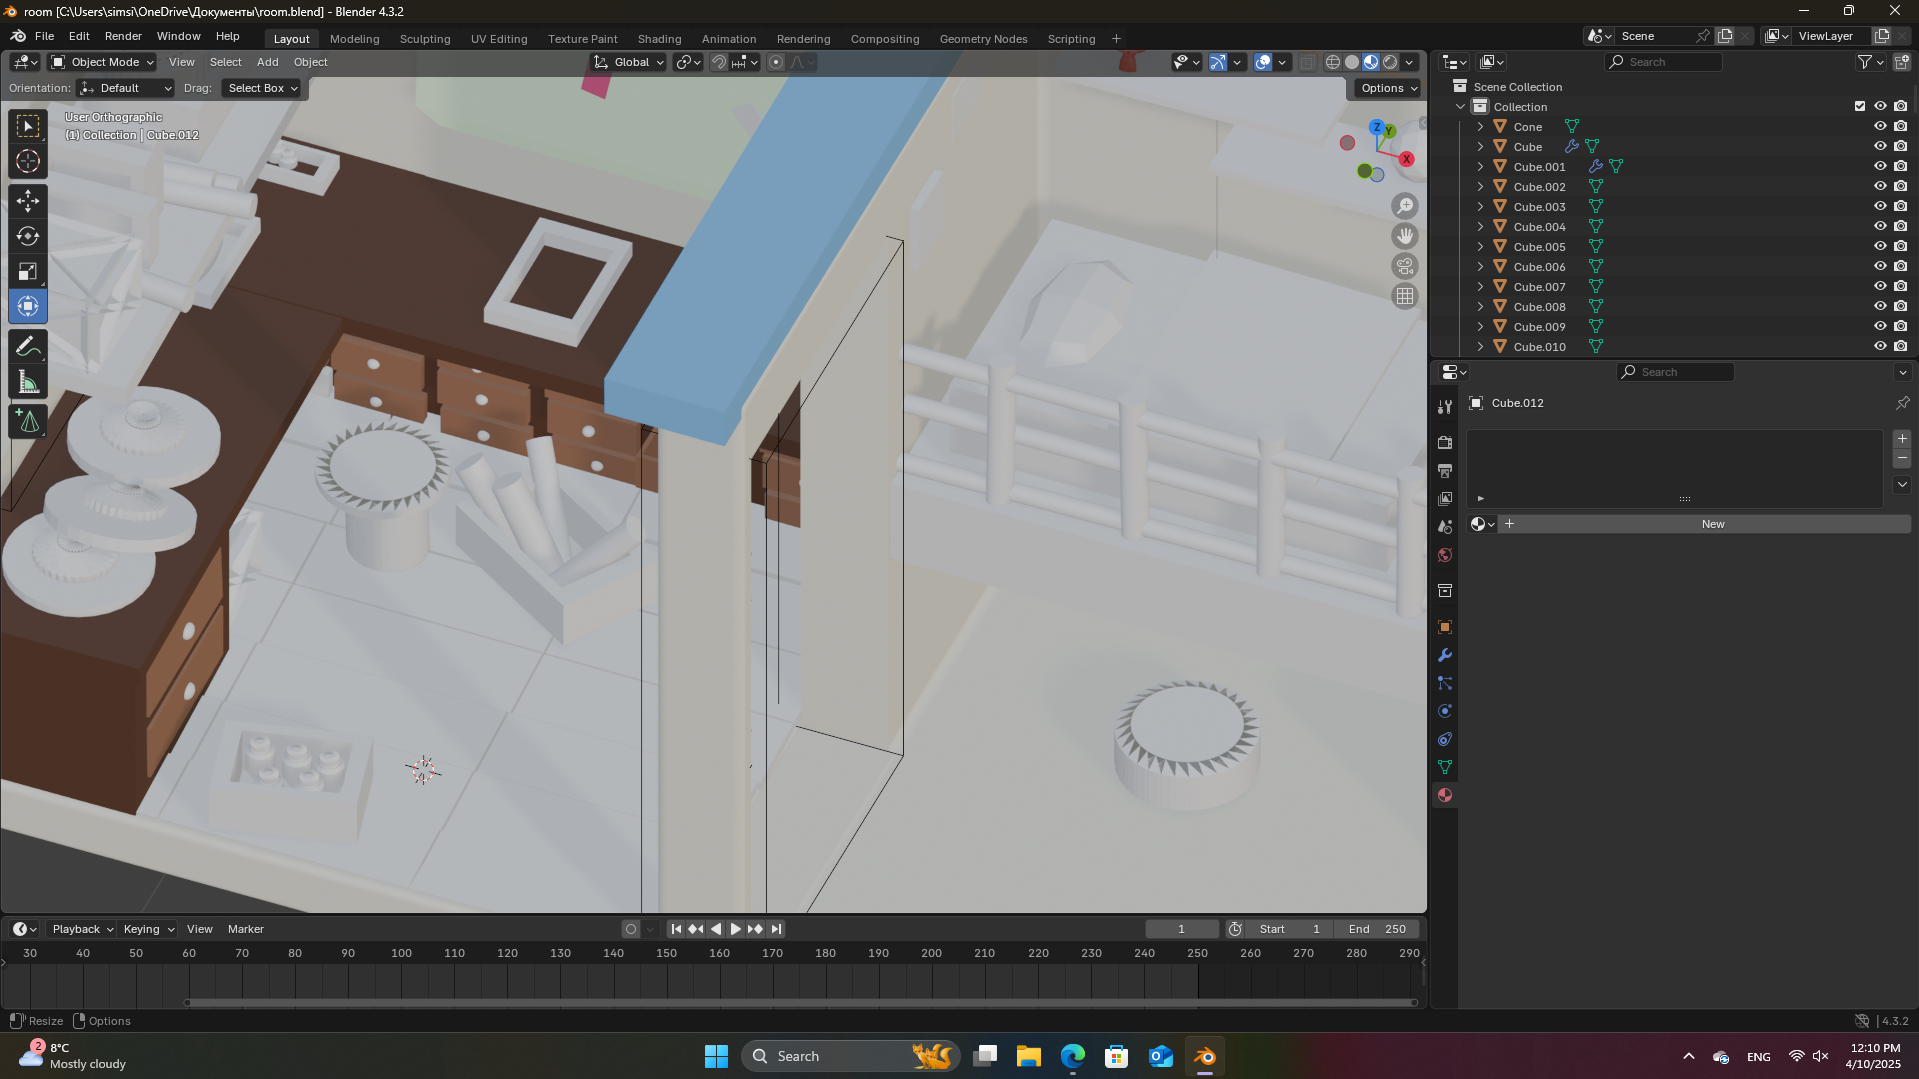 room [C:\Users\simsi\OneDrive\Документы\room.blend] - Blender 4.3.2
File Edit Render Window Help Layout Modeling Sculpting UV Editing Texture Paint Shading Animation Rendering Compositing Geometry Nodes Scripting + Scene ViewLayer
Object Mode View Select Add Object Global Search
Orientation: Default Drag: Select Box Options
User Orthographic
(1) Collection | Cube.012
Z
Y
X
Scene Collection
Collection
Cone
Cube
Cube.001
Cube.002
Cube.003
Cube.004
Cube.005
Cube.006
Cube.007
Cube.008
Cube.009
Cube.010
Search
Cube.012
New
Playback Keying View Marker 1 Start 1 End 250
30 40 50 60 70 80 90 100 110 120 130 140 150 160 170 180 190 200 210 220 230 240 250 260 270 280 290
Resize Options 4.3.2
2
8°C
Mostly cloudy
Search
ENG
12:10 PM
4/10/2025